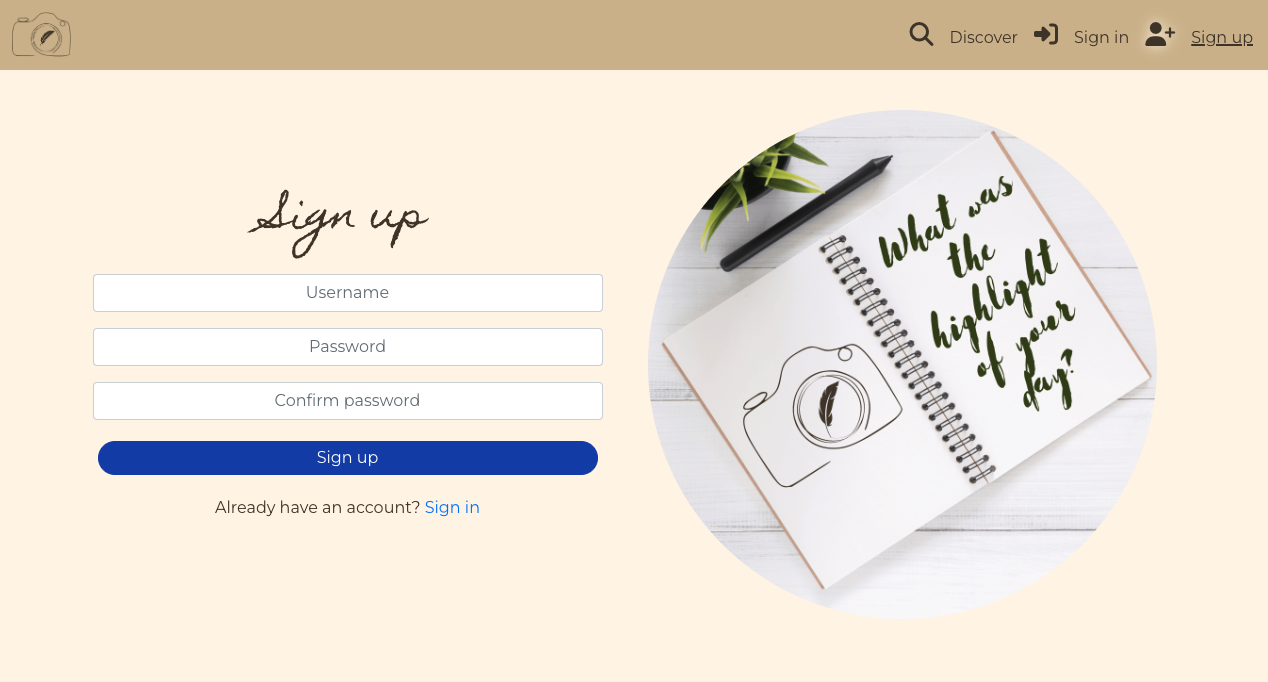 Discover Sign in Sign up
Sign up
Username
Password
Confirm password
Sign up
Already have an account? Sign in
What was
the
highlight
of your
day?